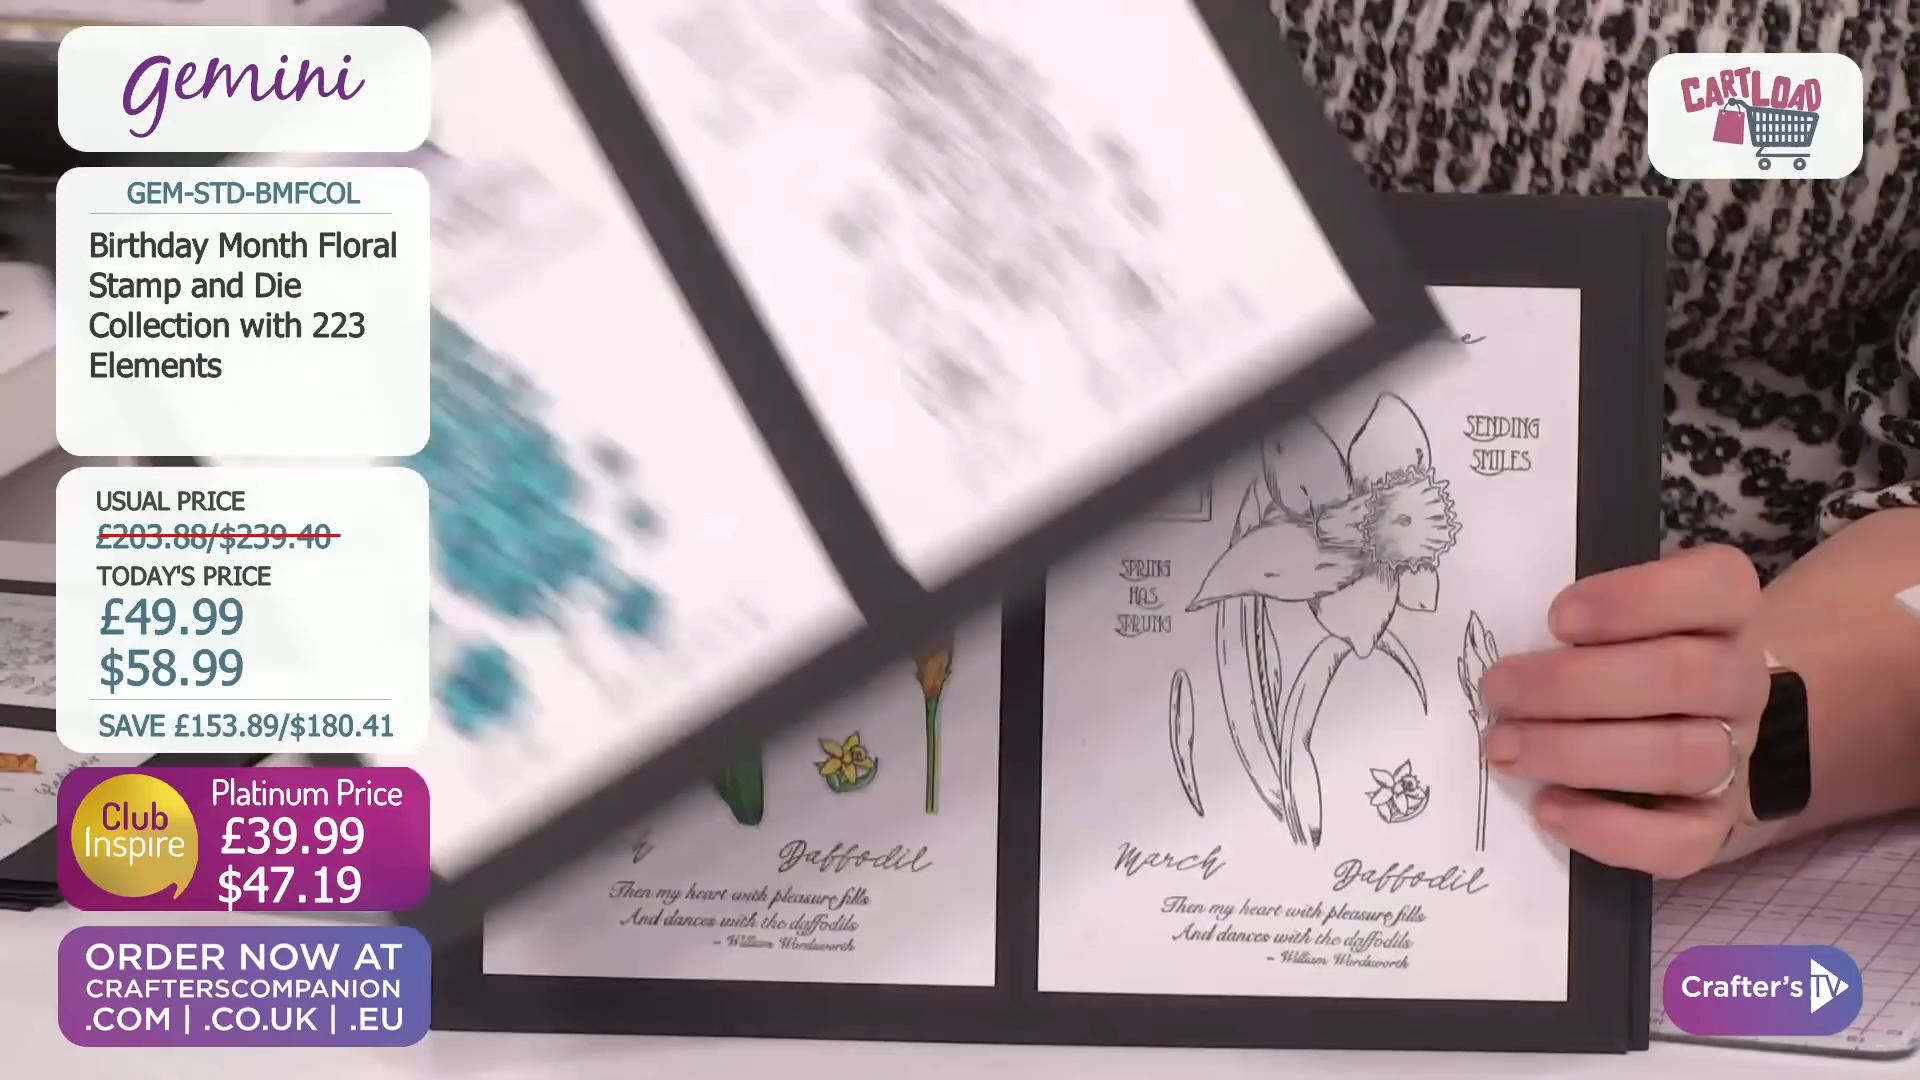 gemini
GEM-STD-BMFCOL
Birthday Month Floral
Stamp and Die
Collection with 223
Elements
USUAL PRICE
£203.88/$239.40
TODAY'S PRICE
£49.99
$58.99
SAVE £153.89/$180.41
Club
Inspire
Platinum Price
£39.99
$47.19
ORDER NOW AT
CRAFTERSCOMPANION
.COM | .CO.UK | .EU
CARTLOAD
SENDING
SMILES
SPRING
HAS
SPRUNG
Daffodil
Then my heart with pleasure fills
And dances with the daffodils
- William Wordsworth
March
Daffodil
Then my heart with pleasure fills
And dances with the daffodils
- William Wordsworth
Crafter's TV